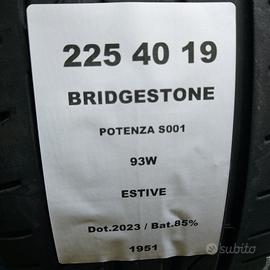 225 40 19
BRIDGESTONE
POTENZA S001
93W
ESTIVE
Dot.2023 / Bat.85%
1951
subito